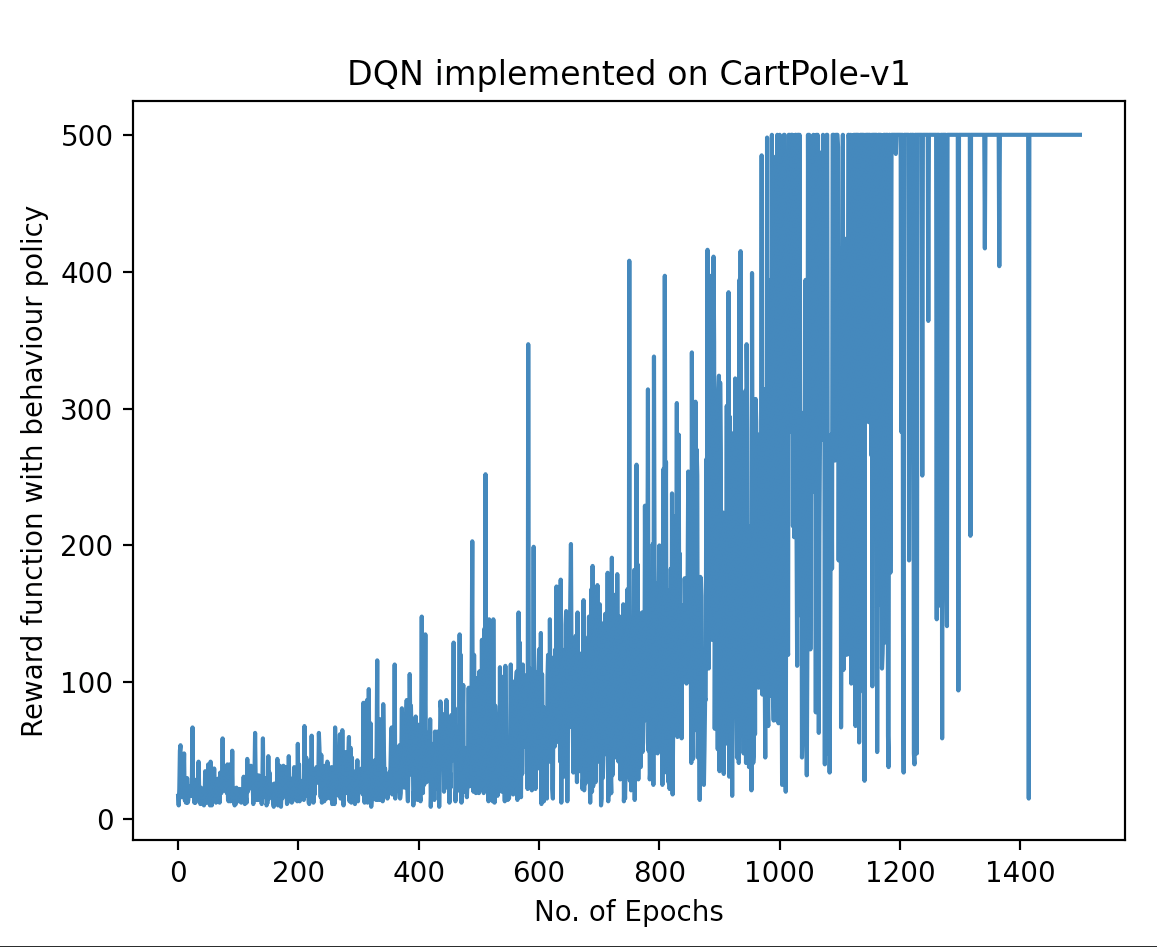 DQN implemented on CartPole-v1
Reward function with behaviour policy
500
400
300
200
100
0
0 200 400 600 800 1000 1200 1400
No. of Epochs